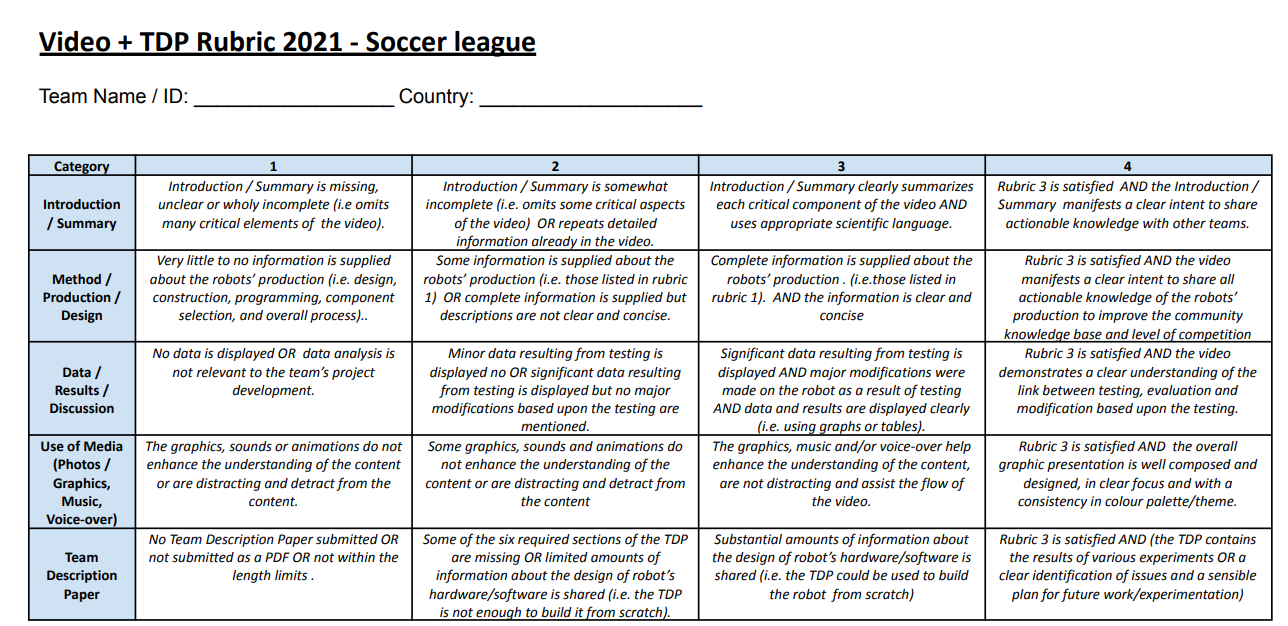 Video + TDP Rubric 2021 - Soccer league
Team Name / ID: __________________ Country: ____________________
Category 1 2 3 4
Introduction
/ Summary
Introduction / Summary is missing,
unclear or wholy incomplete (i.e omits
many critical elements of the video).
Introduction / Summary is somewhat
incomplete (i.e. omits some critical aspects
of the video) OR repeats detailed
information already in the video.
Introduction / Summary clearly summarizes
each critical component of the video AND
uses appropriate scientific language.
Rubric 3 is satisfied AND the Introduction /
Summary manifests a clear intent to share
actionable knowledge with other teams.
Method /
Production /
Design
Very little to no information is supplied
about the robots’ production (i.e. design,
construction, programming, component
selection, and overall process)..
Some information is supplied about the
robots’ production (i.e. those listed in rubric
1) OR complete information is supplied but
descriptions are not clear and concise.
Complete information is supplied about the
robots’ production . (i.e.those listed in
rubric 1). AND the information is clear and
concise
Rubric 3 is satisfied AND the video
manifests a clear intent to share all
actionable knowledge of the robots’
production to improve the community
knowledge base and level of competition
Data /
Results /
Discussion
No data is displayed OR data analysis is
not relevant to the team’s project
development.
Minor data resulting from testing is
displayed no OR significant data resulting
from testing is displayed but no major
modifications based upon the testing are
mentioned.
Significant data resulting from testing is
displayed AND major modifications were
made on the robot as a result of testing
AND data and results are displayed clearly
(i.e. using graphs or tables).
Rubric 3 is satisfied AND the video
demonstrates a clear understanding of the
link between testing, evaluation and
modification based upon the testing.
Use of Media
(Photos /
Graphics,
Music,
Voice-over)
The graphics, sounds or animations do not
enhance the understanding of the content
or are distracting and detract from the
content.
Some graphics, sounds and animations do
not enhance the understanding of the
content or are distracting and detract from
the content
The graphics, music and/or voice-over help
enhance the understanding of the content,
are not distracting and assist the flow of
the video.
Rubric 3 is satisfied AND the overall
graphic presentation is well composed and
designed, in clear focus and with a
consistency in colour palette/theme.
Team
Description
Paper
No Team Description Paper submitted OR
not submitted as a PDF OR not within the
length limits .
Some of the six required sections of the TDP
are missing OR limited amounts of
information about the design of robot’s
hardware/software is shared (i.e. the TDP
is not enough to build it from scratch).
Substantial amounts of information about
the design of robot’s hardware/software is
shared (i.e. the TDP could be used to build
the robot from scratch)
Rubric 3 is satisfied AND (the TDP contains
the results of various experiments OR a
clear identification of issues and a sensible
plan for future work/experimentation)